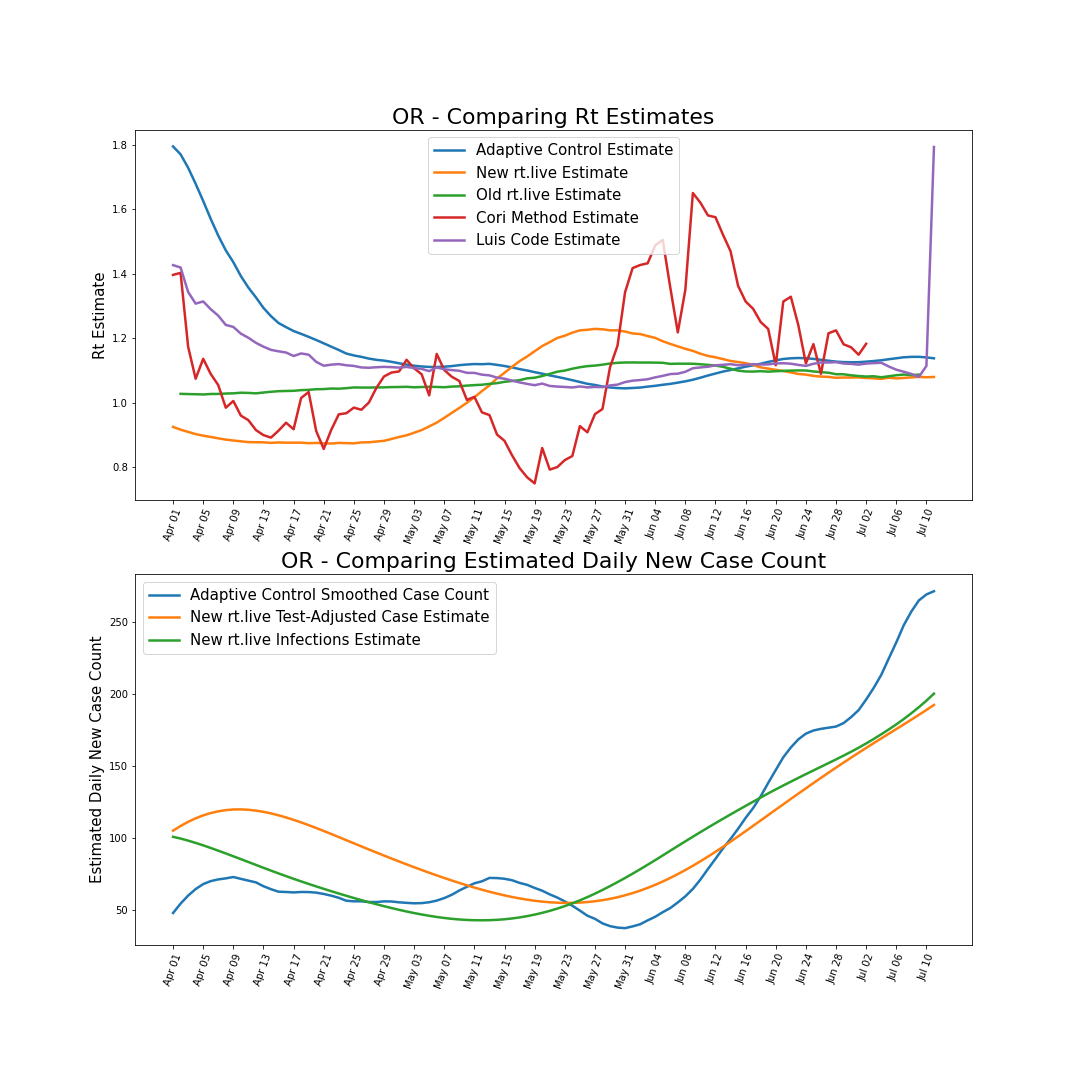 OR - Comparing Rt Estimates
Adaptive Control Estimate
New rt.live Estimate
Old rt.live Estimate
Cori Method Estimate
Luis Code Estimate
Rt Estimate
1.8
1.6
1.4
1.2
1.0
0.8
Apr 01
Apr 05
Apr 09
Apr 13
Apr 17
Apr 21
Apr 25
Apr 29
May 03
May 07
May 11
May 15
May 19
May 23
May 27
May 31
Jun 04
Jun 08
Jun 12
Jun 16
Jun 20
Jun 24
Jun 28
Jul 02
Jul 06
Jul 10
OR - Comparing Estimated Daily New Case Count
Adaptive Control Smoothed Case Count
New rt.live Test-Adjusted Case Estimate
New rt.live Infections Estimate
Estimated Daily New Case Count
250
200
150
100
50
Apr 01
Apr 05
Apr 09
Apr 13
Apr 17
Apr 21
Apr 25
Apr 29
May 03
May 07
May 11
May 15
May 19
May 23
May 27
May 31
Jun 04
Jun 08
Jun 12
Jun 16
Jun 20
Jun 24
Jun 28
Jul 02
Jul 06
Jul 10